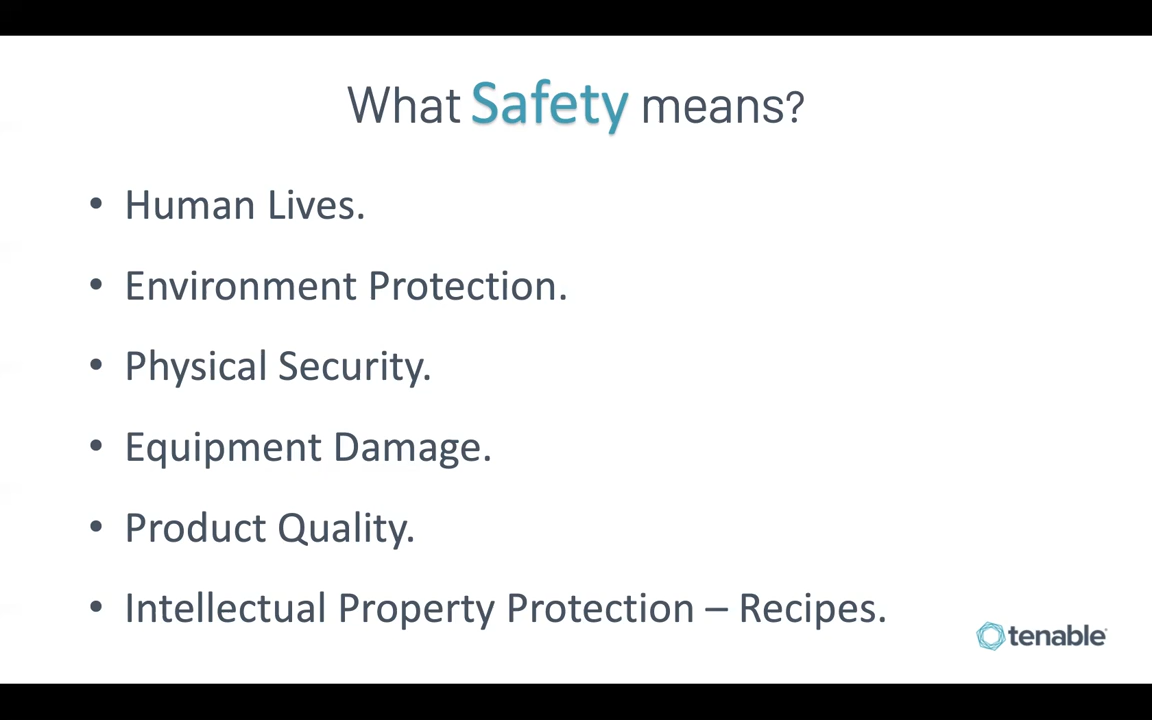 What Safety means?
• Human Lives.
• Environment Protection.
• Physical Security.
• Equipment Damage.
• Product Quality.
• Intellectual Property Protection – Recipes.
tenable